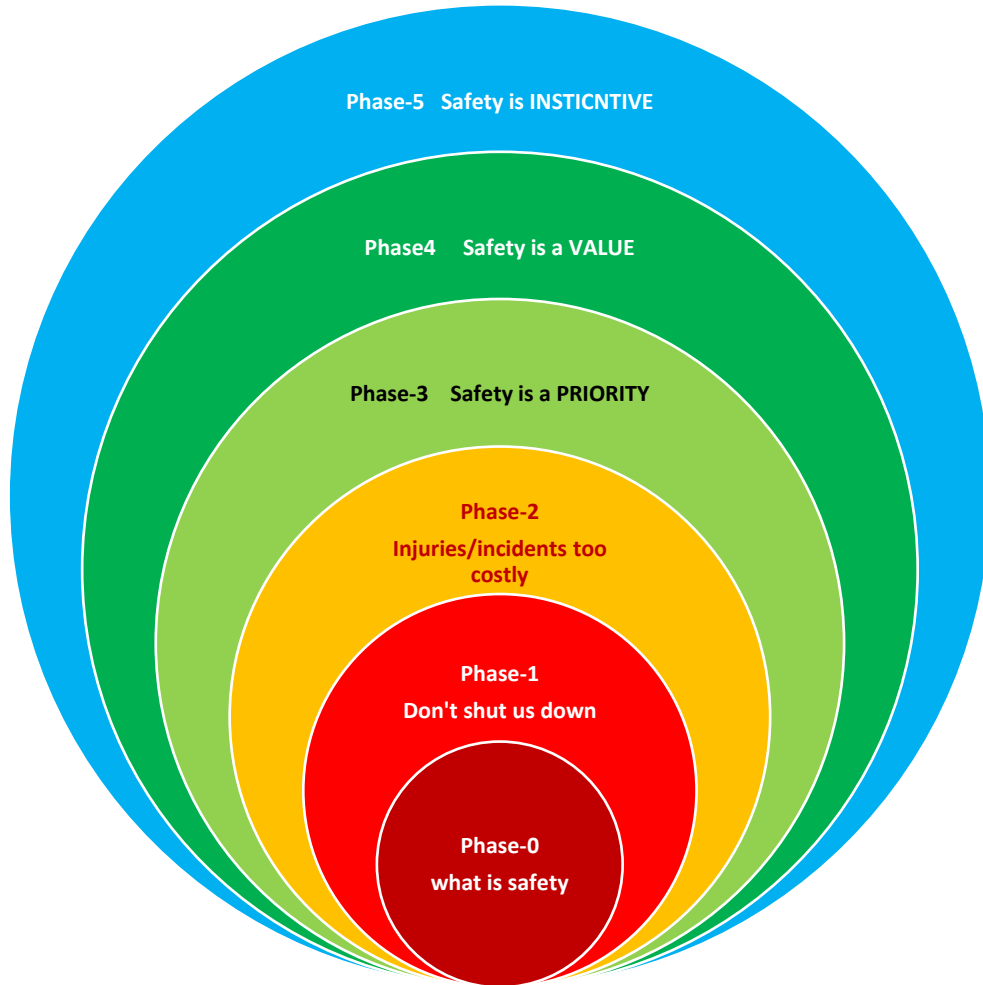 Phase-5   Safety is INSTICNTIVE
Phase4     Safety is a VALUE
Phase-3    Safety is a PRIORITY
Phase-2
Injuries/incidents too
costly
Phase-1
Don't shut us down
Phase-0
what is safety